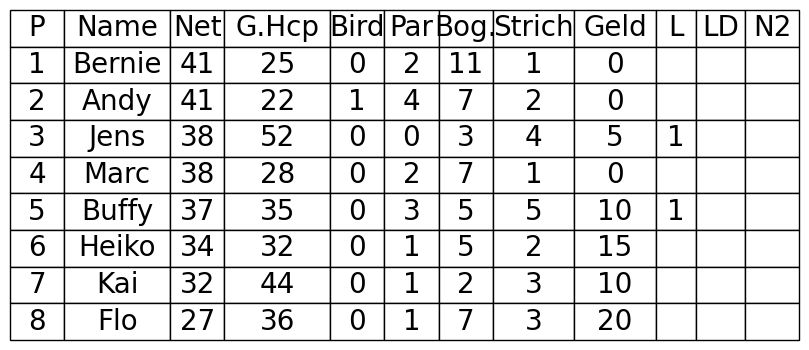 P Name Net G.Hcp Bird Par Bog. Strich Geld L LD N2
1 Bernie 41 25 0 2 11 1 0
2 Andy 41 22 1 4 7 2 0
3 Jens 38 52 0 0 3 4 5 1
4 Marc 38 28 0 2 7 1 0
5 Buffy 37 35 0 3 5 5 10 1
6 Heiko 34 32 0 1 5 2 15
7 Kai 32 44 0 1 2 3 10
8 Flo 27 36 0 1 7 3 20